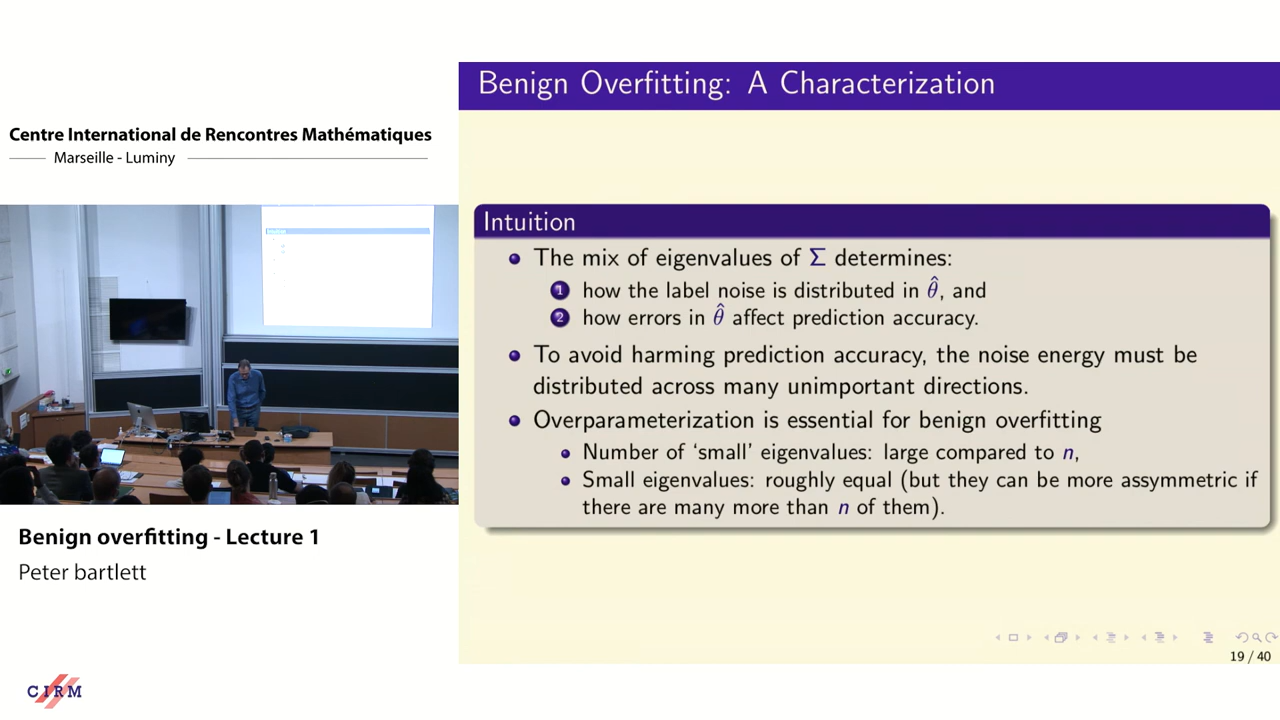 Centre International de Rencontres Mathématiques
Marseille - Luminy
Benign overfitting - Lecture 1
Peter bartlett
CIRM
Benign Overfitting: A Characterization
Intuition
The mix of eigenvalues of Σ determines:
1 how the label noise is distributed in θ̂, and
2 how errors in θ̂ affect prediction accuracy.
To avoid harming prediction accuracy, the noise energy must be
distributed across many unimportant directions.
Overparameterization is essential for benign overfitting
Number of ‘small’ eigenvalues: large compared to n,
Small eigenvalues: roughly equal (but they can be more assymetric if
there are many more than n of them).
19 / 40